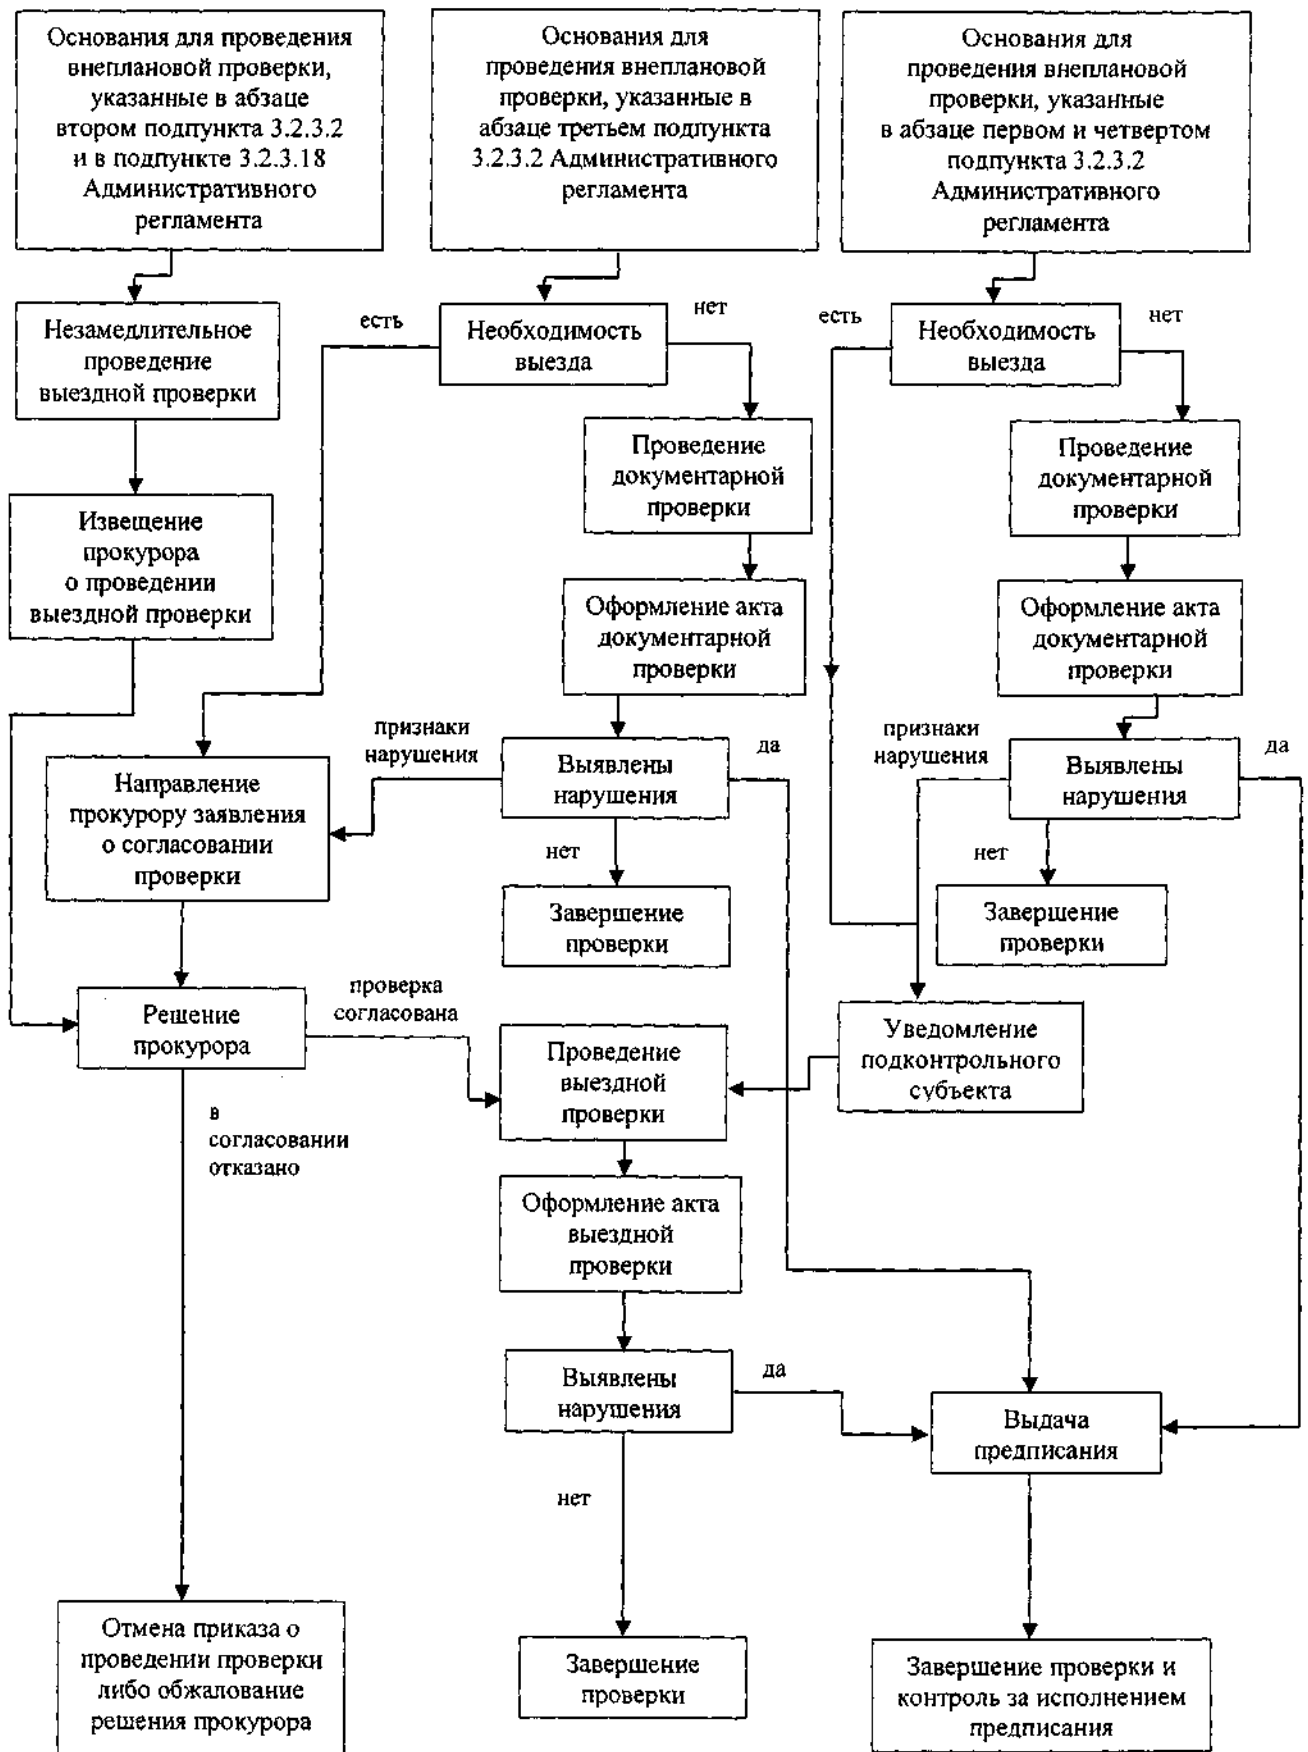 Основания для проведения
внеплановой проверки,
указанные в абзаце
втором подпункта 3.2.3.2
и в подпункте 3.2.3.18
Административного
регламента
Основания для
проведения внеплановой
проверки, указанные в
абзаце третьем подпункта
3.2.3.2 Административного
регламента
Основания для
проведения внеплановой
проверки, указанные
в абзаце первом и четвертом
подпункта 3.2.3.2
Административного
регламента
Незамедлительное
проведение
выездной проверки
есть
Необходимость
выезда
нет
есть
Необходимость
выезда
нет
Проведение
документарной
проверки
Проведение
документарной
проверки
Извещение
прокурора
о проведении
выездной проверки
Оформление акта
документарной
проверки
Оформление акта
документарной
проверки
признаки
нарушения
Выявлены
нарушения
да
признаки
нарушения
Выявлены
нарушения
да
Направление
прокурору заявления
о согласовании
проверки
нет
нет
Завершение
проверки
Завершение
проверки
Решение
прокурора
проверка
согласована
Проведение
выездной
проверки
Уведомление
подконтрольного
субъекта
в
согласовании
отказано
Оформление акта
выездной
проверки
Выявлены
нарушения
да
Выдача
предписания
нет
Отмена приказа о
проведении проверки
либо обжалование
решения прокурора
Завершение
проверки
Завершение проверки и
контроль за исполнением
предписания